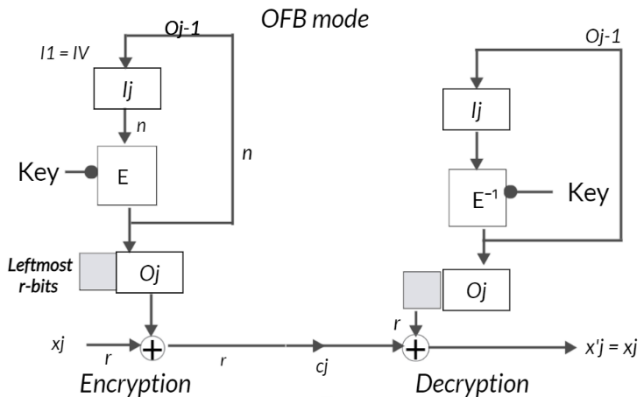 OFB mode
Oj-1
I1 = IV
Ij
n
n
Key
E
Leftmost
r-bits
Oj
xj
r
r
cj
Encryption
Oj-1
Ij
E⁻¹
Key
Oj
r
x'j = xj
Decryption